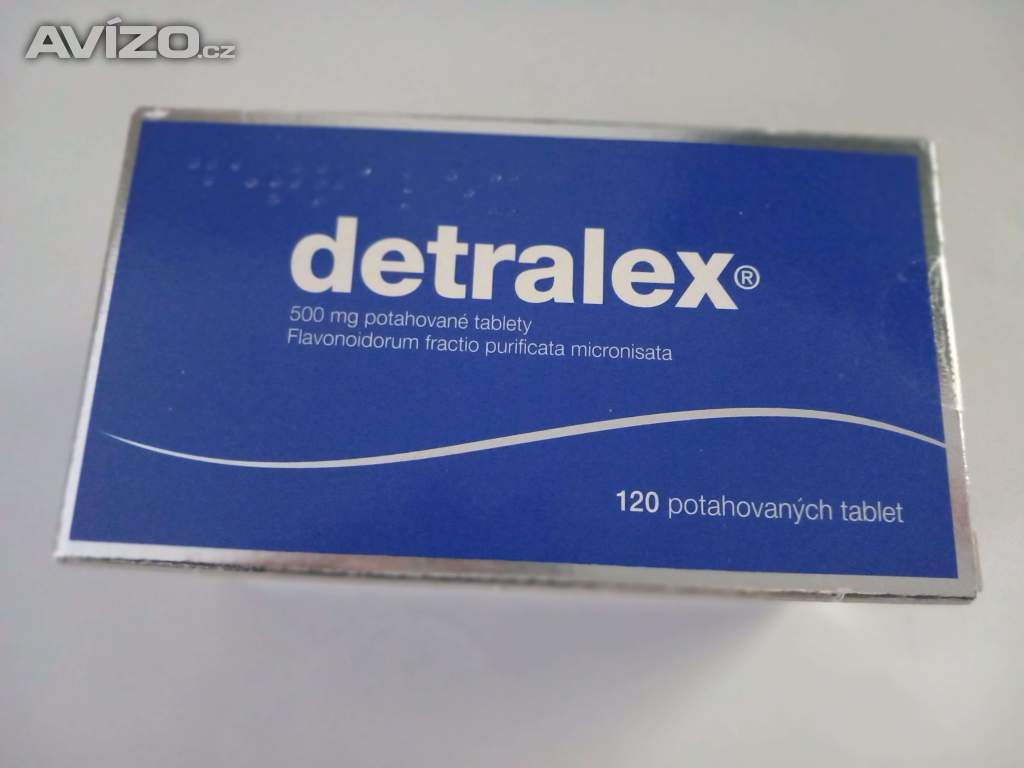 AVÍZO.cz
detralex®
500 mg potahované tablety
Flavonoidorum fractio purificata micronisata
120 potahovaných tablet